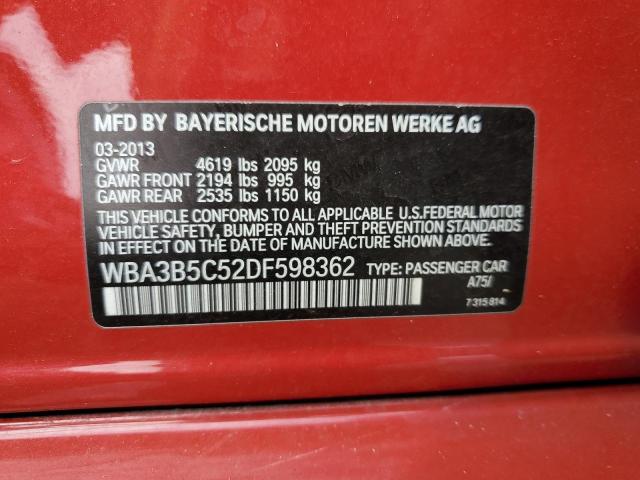 MFD BY BAYERISCHE MOTOREN WERKE AG
03-2013
GVWR 4619 lbs 2095 kg
GAWR FRONT 2194 lbs 995 kg
GAWR REAR 2535 lbs 1150 kg
THIS VEHICLE CONFORMS TO ALL APPLICABLE U.S.FEDERAL MOTOR
VEHICLE SAFETY, BUMPER AND THEFT PREVENTION STANDARDS
IN EFFECT ON THE DATE OF MANUFACTURE SHOWN ABOVE.
WBA3B5C52DF598362 TYPE: PASSENGER CAR
A75/
7 315 814